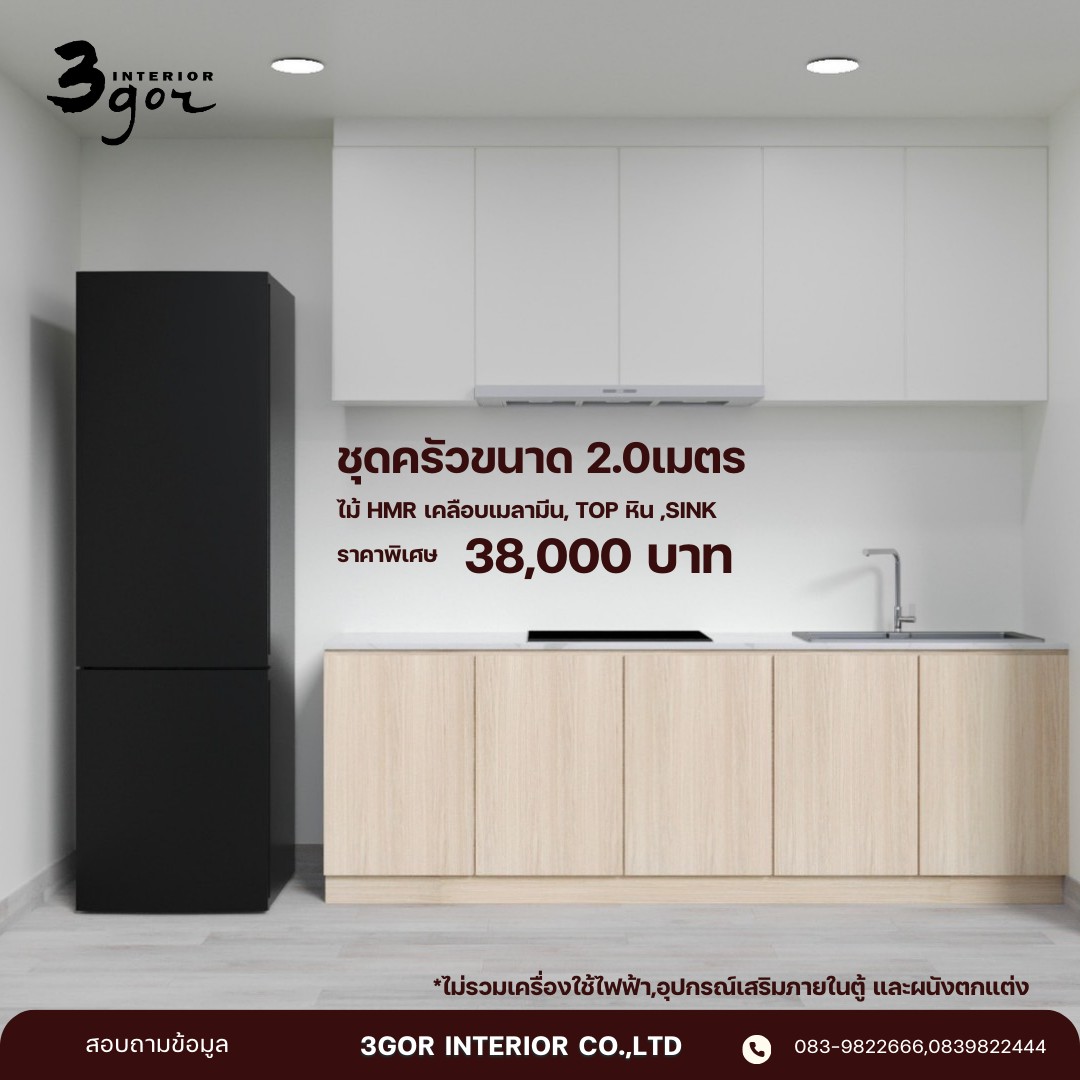 3gor INTERIOR
ชุดครัวขนาด 2.0เมตร
ไม้ HMR เคลือบเมลามีน, TOP หิน ,SINK
ราคาพิเศษ 38,000 บาท
*ไม่รวมเครื่องใช้ไฟฟ้า,อุปกรณ์เสริมภายในตู้ และผนังตกแต่ง
สอบถามข้อมูล 3GOR INTERIOR CO.,LTD 083-9822666,0839822444